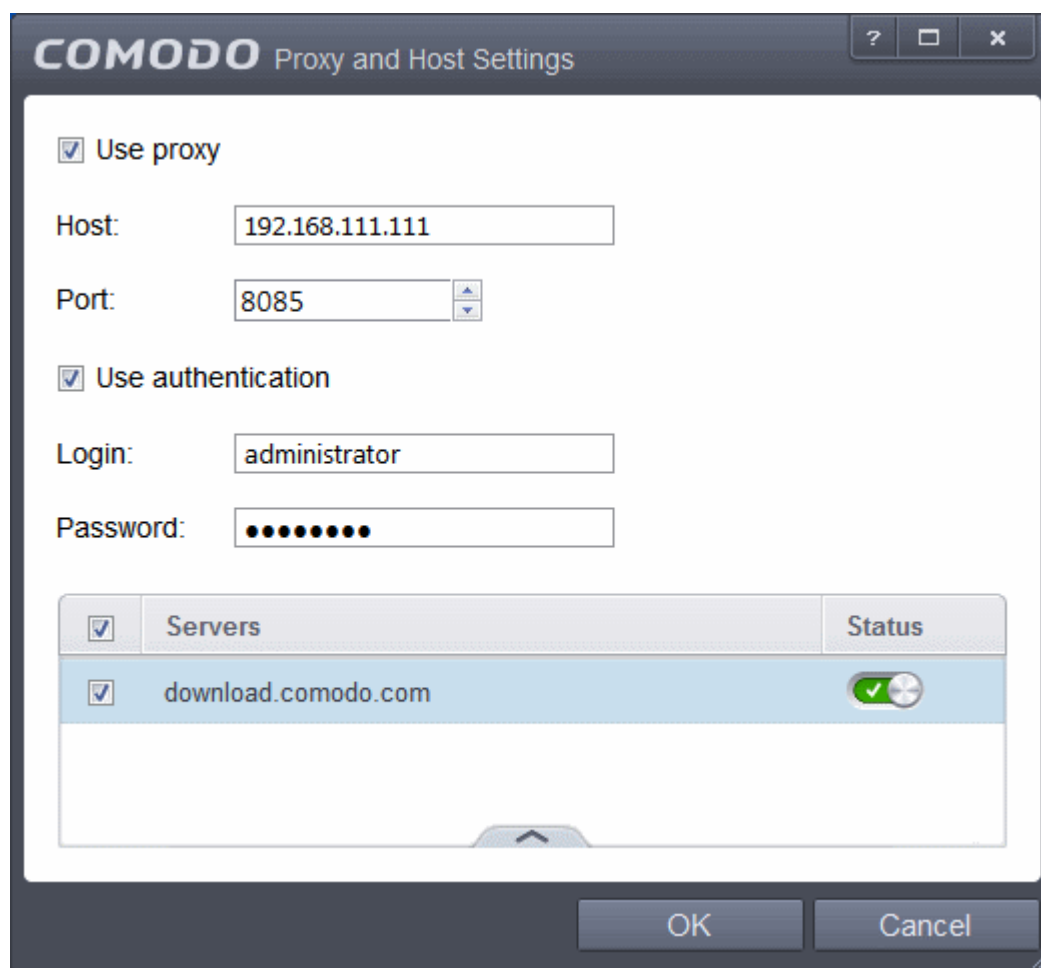 COMODO Proxy and Host Settings ?
Use proxy
Host: 192.168.111.111
Port: 8085
Use authentication
Login: administrator
Password: ●●●●●●●●
Servers Status
download.comodo.com
OK Cancel